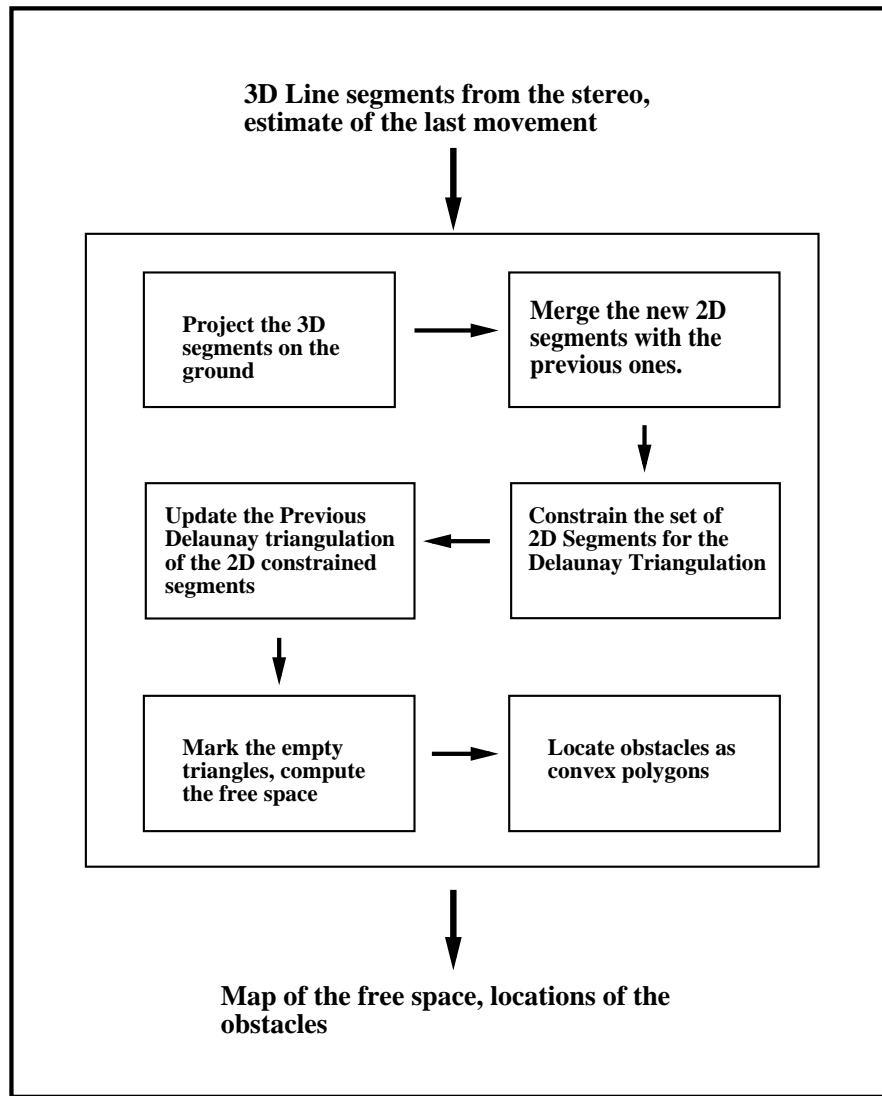 3D Line segments from the stereo,
estimate of the last movement
Project the 3D
segments on the
ground
Merge the new 2D
segments with the
previous ones.
Constrain the set of
2D Segments for the
Delaunay Triangulation
Update the Previous
Delaunay triangulation
of the 2D constrained
segments
Mark the empty
triangles, compute
the free space
Locate obstacles as
convex polygons
Map of the free space, locations of the
obstacles